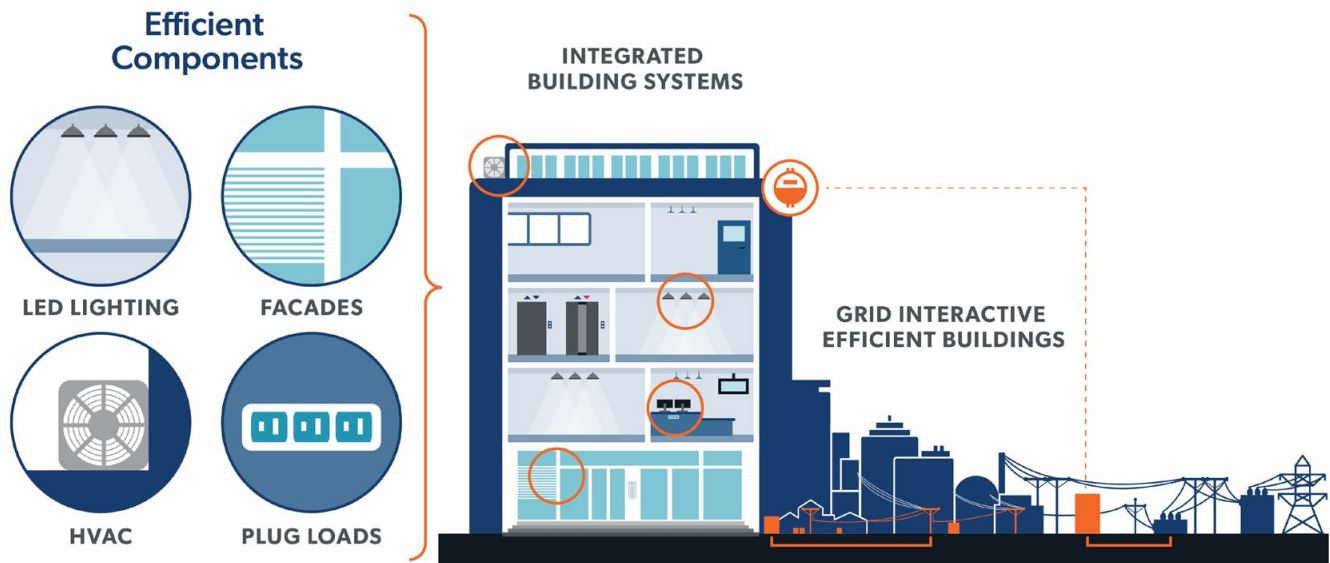 Efficient
Components
INTEGRATED
BUILDING SYSTEMS
LED LIGHTING
FACADES
GRID INTERACTIVE
EFFICIENT BUILDINGS
HVAC
PLUG LOADS